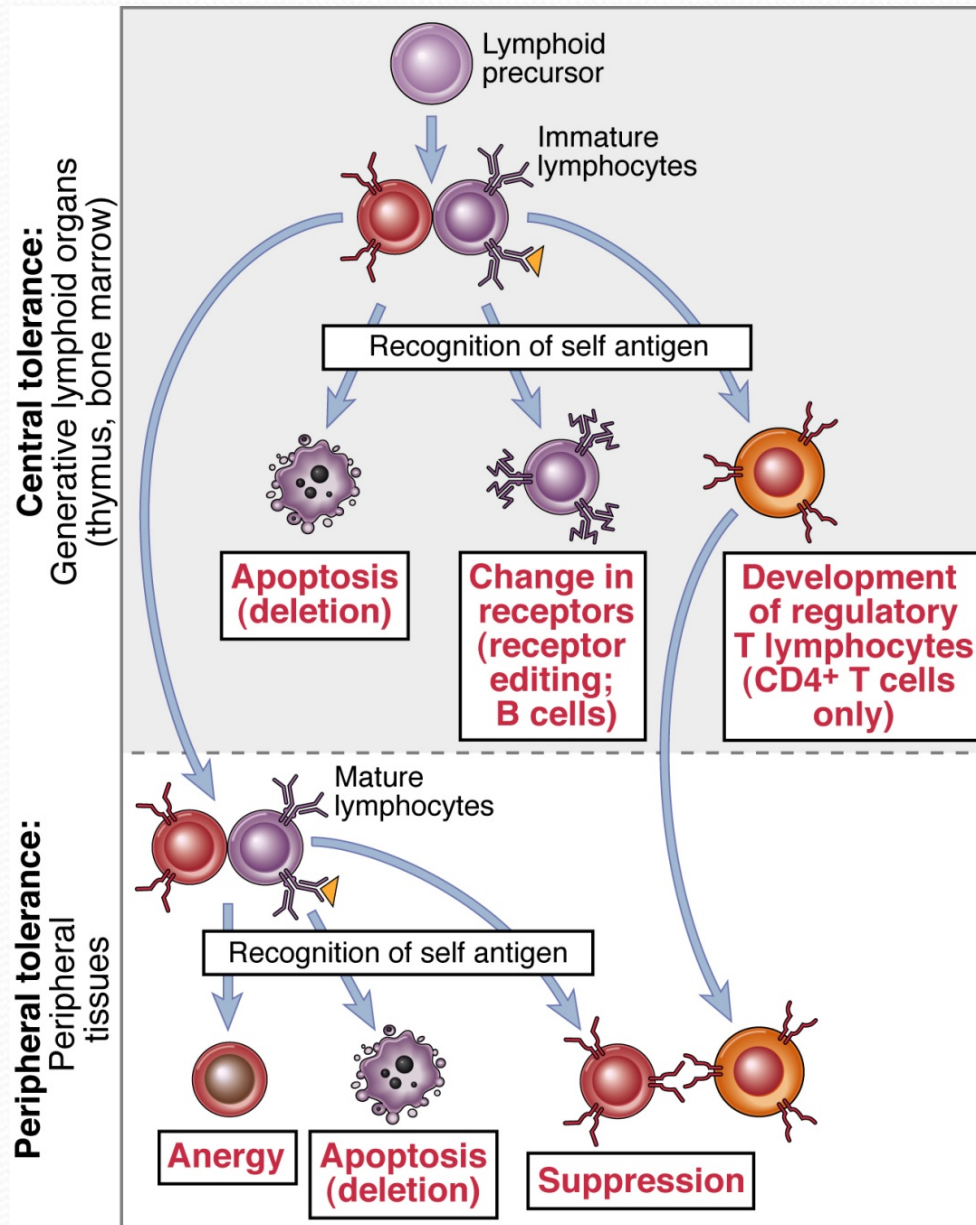 Lymphoid
precursor
Immature
lymphocytes
Central tolerance:
Generative lymphoid organs
(thymus, bone marrow)
Recognition of self antigen
Apoptosis
(deletion)
Change in
receptors
(receptor
editing;
B cells)
Development
of regulatory
T lymphocytes
(CD4+ T cells
only)
Mature
lymphocytes
Peripheral tolerance:
Peripheral
tissues
Recognition of self antigen
Anergy
Apoptosis
(deletion)
Suppression